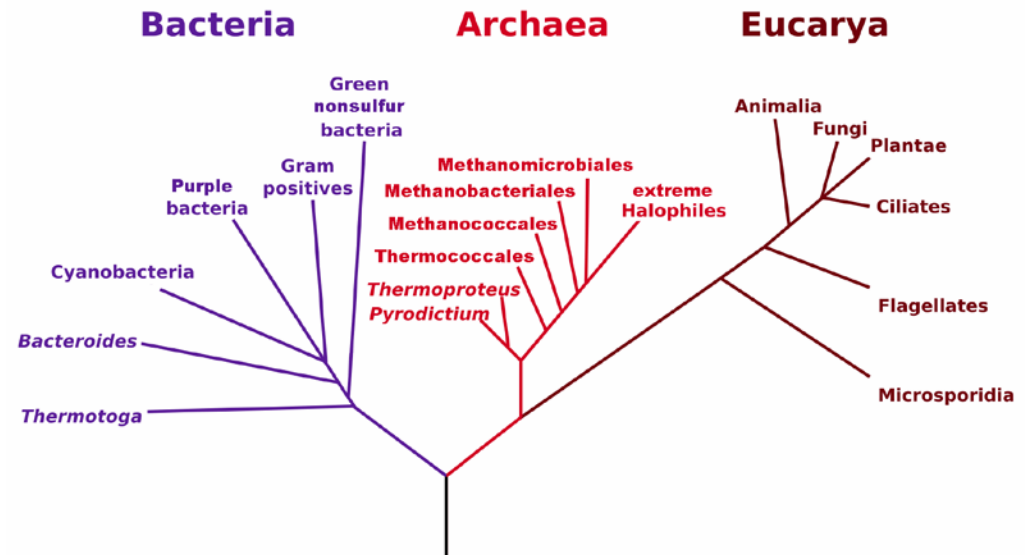 Bacteria
Archaea
Eucarya
Green
nonsulfur
bacteria
Gram
positives
Purple
bacteria
Cyanobacteria
Bacteroides
Thermotoga
Methanomicrobiales
Methanobacteriales
Methanococcales
Thermococcales
Thermoproteus
Pyrodictium
extreme
Halophiles
Animalia
Fungi
Plantae
Ciliates
Flagellates
Microsporidia